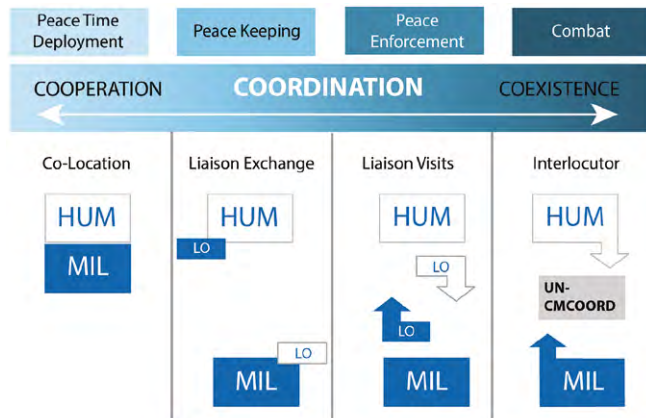 Peace Time
Deployment
Peace Keeping
Peace
Enforcement
Combat
COOPERATION
COORDINATION
COEXISTENCE
Co-Location
Liaison Exchange
Liaison Visits
Interlocutor
HUM
MIL
HUM
LO
LO
MIL
HUM
LO
LO
MIL
HUM
UN-
CMCOORD
MIL